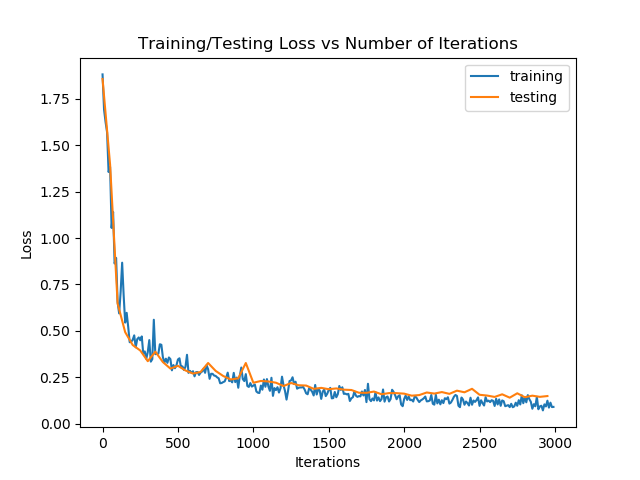 Training/Testing Loss vs Number of Iterations
training
testing
1.75
1.50
1.25
1.00
0.75
0.50
0.25
0.00
Loss
0 500 1000 1500 2000 2500 3000
Iterations